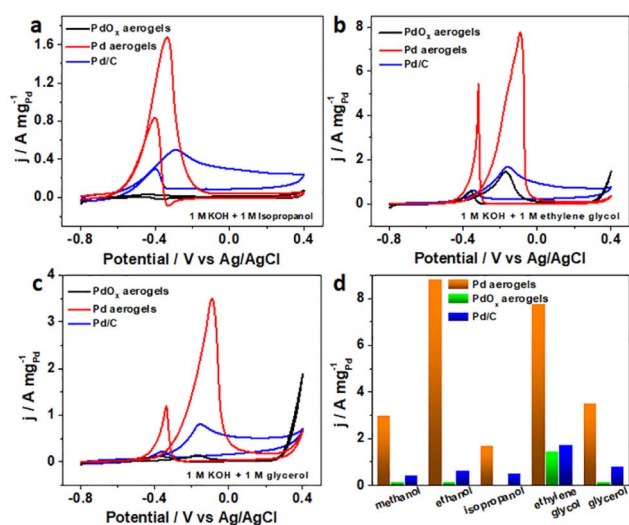 a
PdOx aerogels
Pd aerogels
Pd/C
j / A mg-1Pd
1.6
1.2
0.8
0.4
0.0
1 M KOH + 1 M Isopropanol
-0.8 -0.4 0.0 0.4
Potential / V vs Ag/AgCl
b
PdOx aerogels
Pd aerogels
Pd/C
j / A mg-1Pd
8
6
4
2
0
1 M KOH + 1 M ethylene glycol
-0.8 -0.4 0.0 0.4
Potential / V vs Ag/AgCl
c
PdOx aerogels
Pd aerogels
Pd/C
j / A mg-1Pd
4
3
2
1
0
1 M KOH + 1 M glycerol
-0.8 -0.4 0.0 0.4
Potential / V vs Ag/AgCl
d
Pd aerogels
PdOx aerogels
Pd/C
j / A mg-1Pd
8
6
4
2
0
methanol
ethanol
isopropanol
ethylene
glycol
glycerol